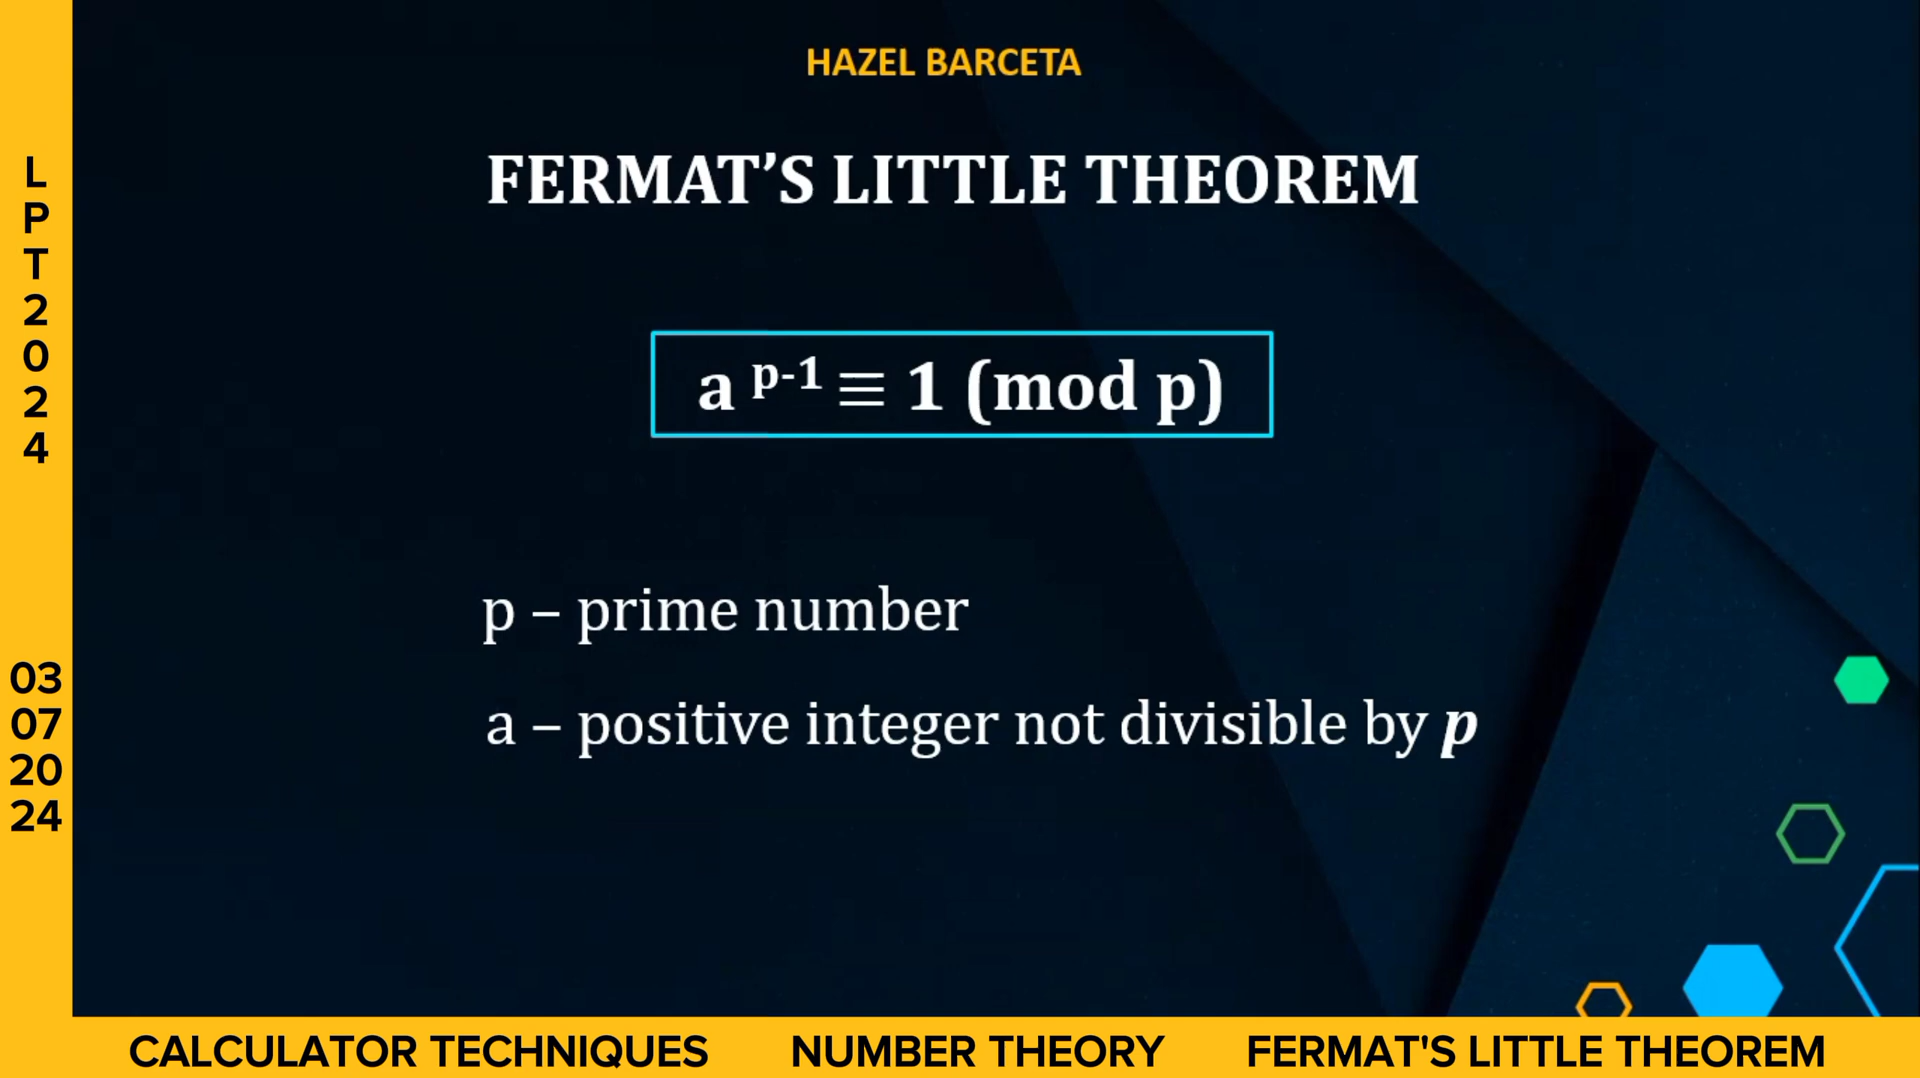 HAZEL BARCETA
FERMAT’S LITTLE THEOREM
a p-1 ≡ 1 (mod p)
p – prime number
a – positive integer not divisible by p
L
P
T
2
0
2
4
03
07
20
24
CALCULATOR TECHNIQUES NUMBER THEORY FERMAT'S LITTLE THEOREM